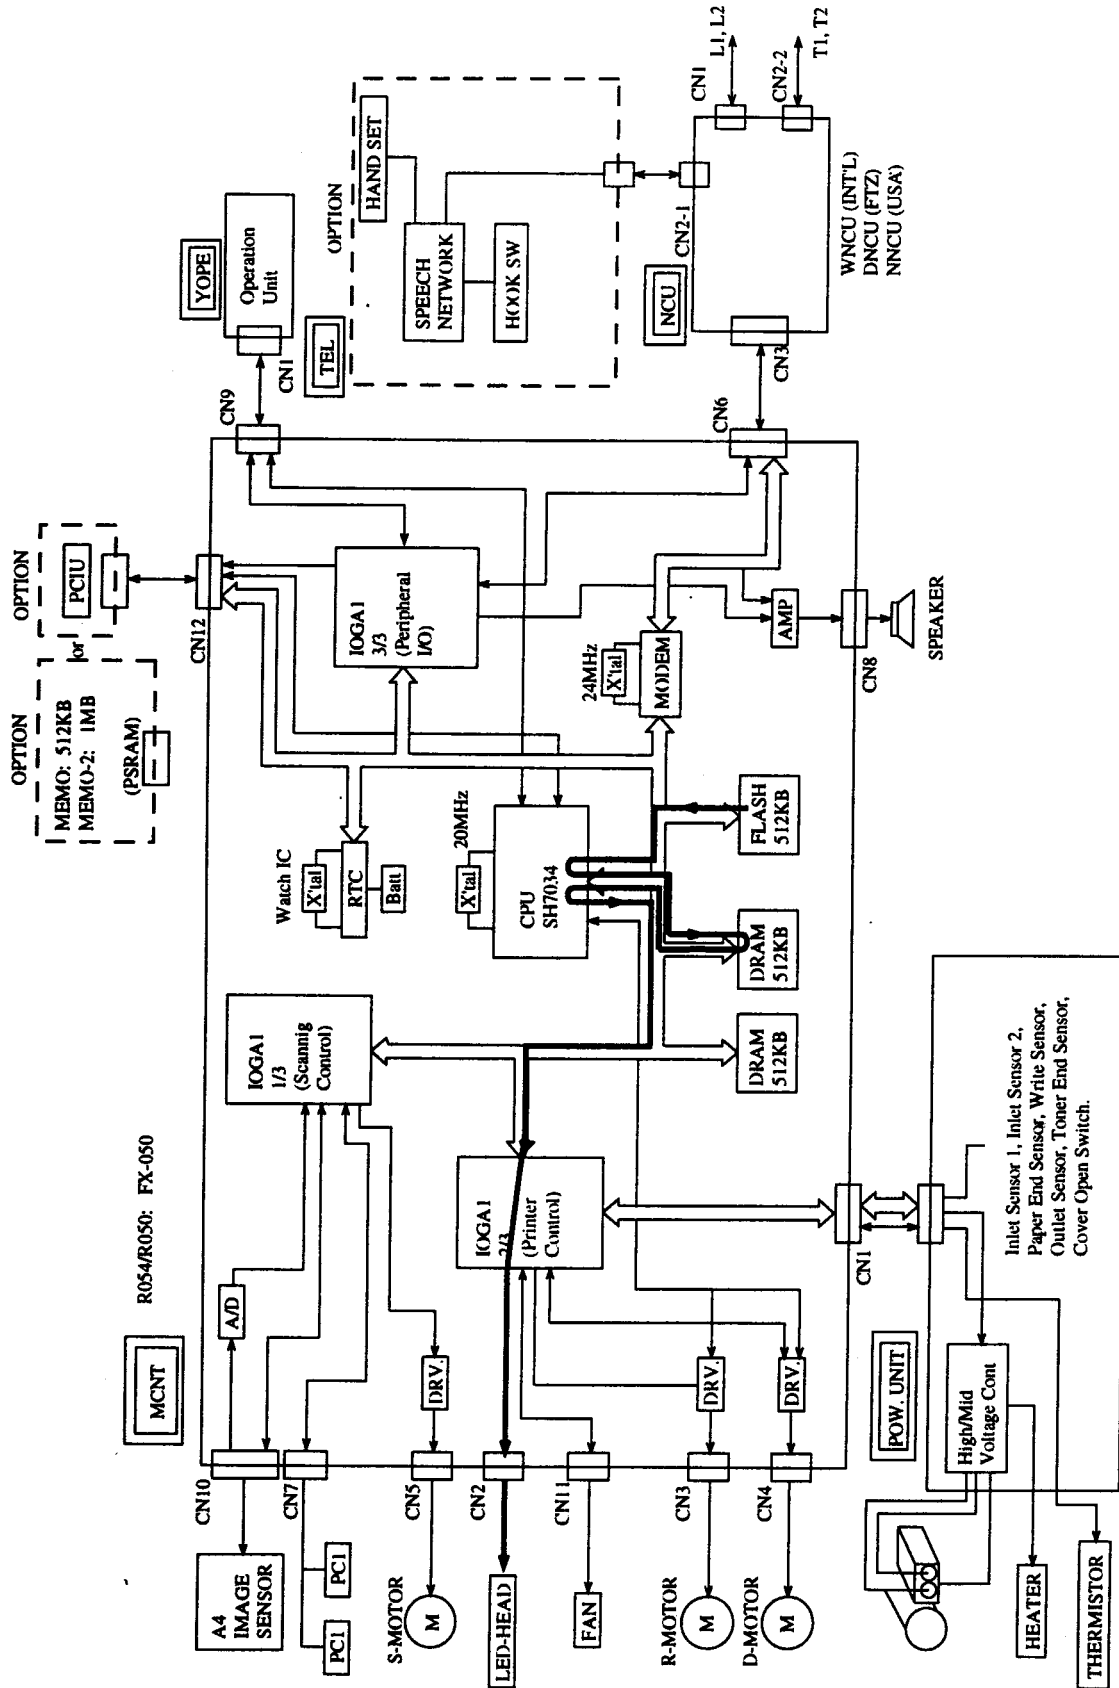 R054/R050: FX-050
MCNT
A4
IMAGE
SENSOR
CN10
A/D
PC1
PC1
CN7
S-MOTOR
M
CN5
DRV.
LED-HEAD
CN2
FAN
CN11
R-MOTOR
M
CN3
DRV.
D-MOTOR
M
CN4
DRV.
IOGA1
1/3
(Scannig
Control)
IOGA1
2/3
(Printer
Control)
Watch IC
X'tal
RTC
Batt
20MHz
X'tal
CPU
SH7034
DRAM
512KB
DRAM
512KB
FLASH
512KB
24MHz
X'tal
MODEM
IOGA1
3/3
(Peripheral
I/O)
AMP
CN8
SPEAKER
OPTION
MEMO: 512KB
MEMO-2: 1MB
(PSRAM)
or
OPTION
PCIU
CN12
CN9
CN1
YOPE
Operation
Unit
TEL
OPTION
HAND SET
SPEECH
NETWORK
HOOK SW
CN6
CN3
NCU
CN2-1
CN1
L1, L2
CN2-2
T1, T2
WNCU (INT'L)
DNCU (FTZ)
NNCU (USA)
CN1
POW. UNIT
High/Mid
Voltage Cont
HEATER
THERMISTOR
Inlet Sensor 1, Inlet Sensor 2,
Paper End Sensor, Write Sensor,
Outlet Sensor, Toner End Sensor,
Cover Open Switch.